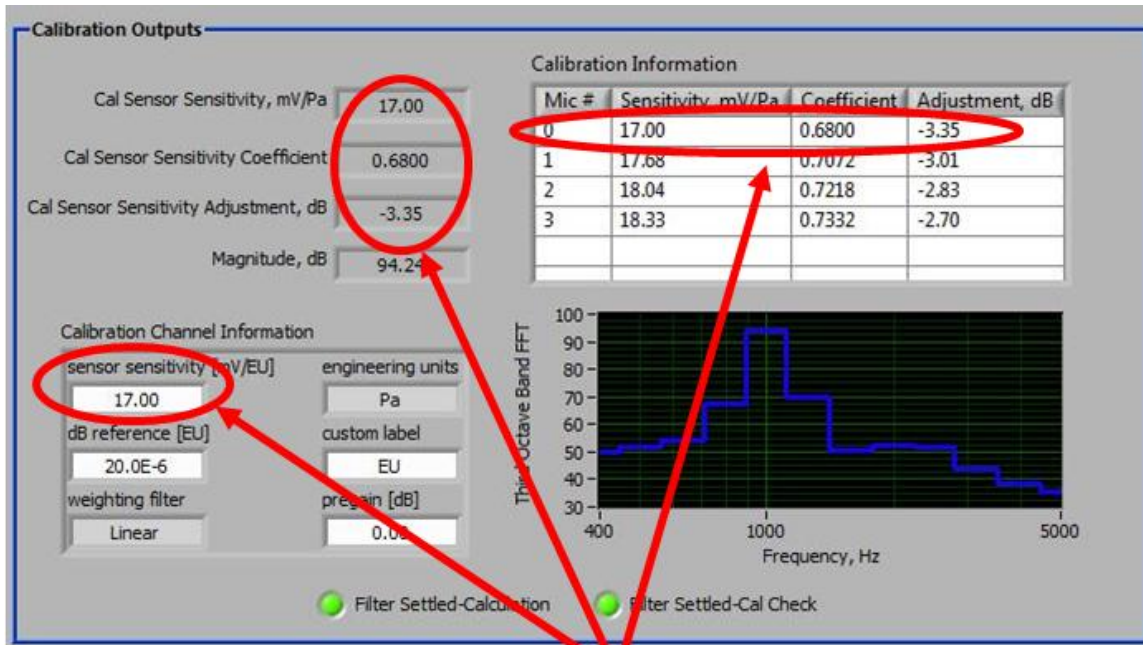 Calibration Outputs
Cal Sensor Sensitivity, mV/Pa 17.00
Cal Sensor Sensitivity Coefficient 0.6800
Cal Sensor Sensitivity Adjustment, dB -3.35
Magnitude, dB 94.24
Calibration Information
Mic # Sensitivity, mV/Pa Coefficient Adjustment, dB
0 17.00 0.6800 -3.35
1 17.68 0.7072 -3.01
2 18.04 0.7218 -2.83
3 18.33 0.7332 -2.70
Calibration Channel Information
sensor sensitivity [mV/EU] engineering units
17.00 Pa
dB reference [EU] custom label
20.0E-6 EU
weighting filter pregain [dB]
Linear 0.00
Third Octave Band FFT
100
90
80
70
60
50
40
30
400 1000 5000
Frequency, Hz
Filter Settled-Calculation Filter Settled-Cal Check